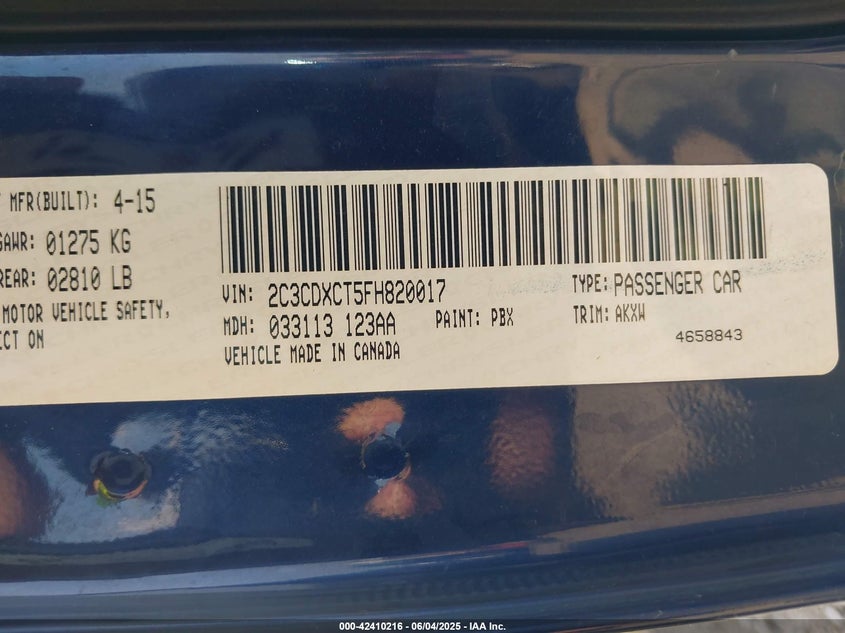 MFR(BUILT): 4-15
GAWR: 01275 KG
REAR: 02810 LB
MOTOR VEHICLE SAFETY,
ECT ON
VIN: 2C3CDXCT5FH820017 TYPE: PASSENGER CAR
MDH: 033113 123AA PAINT: PBX TRIM: AKXW
VEHICLE MADE IN CANADA 4658843
000-42410216 - 06/04/2025 - IAA Inc.